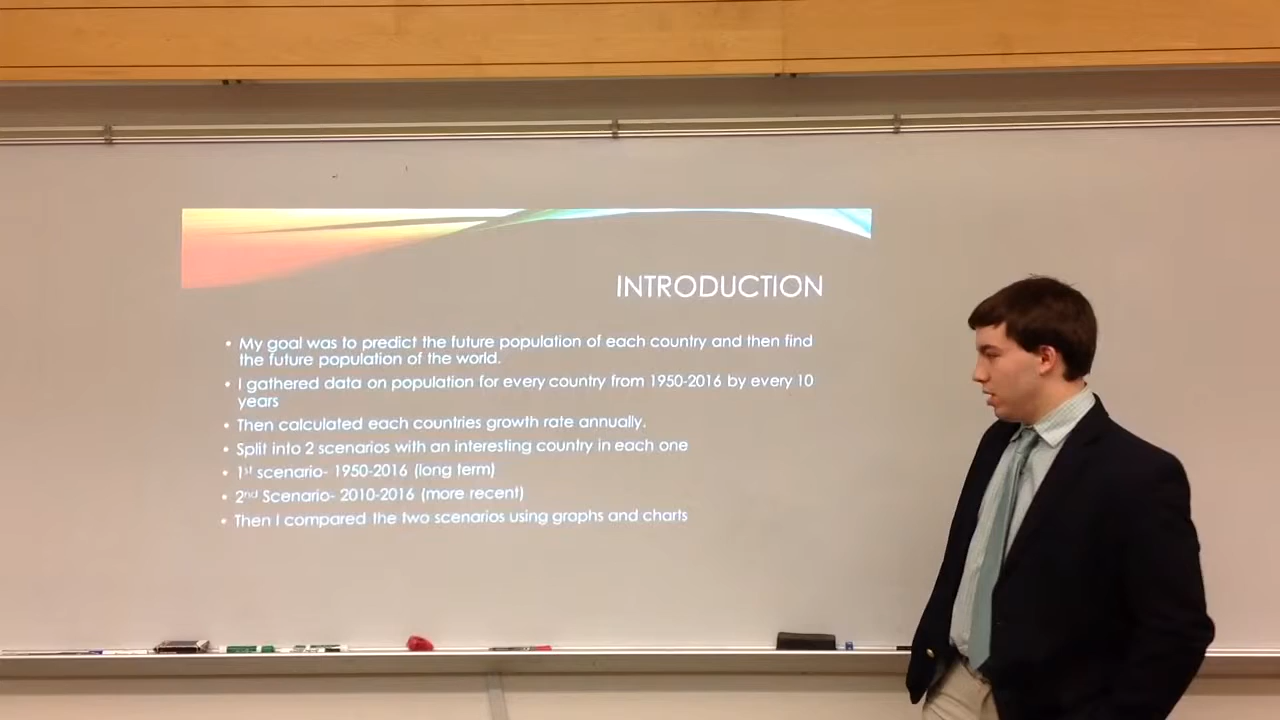 INTRODUCTION
• My goal was to predict the future population of each country and then find
the future population of the world.
• I gathered data on population for every country from 1950-2016 by every 10
years
• Then calculated each countries growth rate annually.
• Split into 2 scenarios with an interesting country in each one
• 1st scenario- 1950-2016 (long term)
• 2nd Scenario- 2010-2016 (more recent)
• Then I compared the two scenarios using graphs and charts